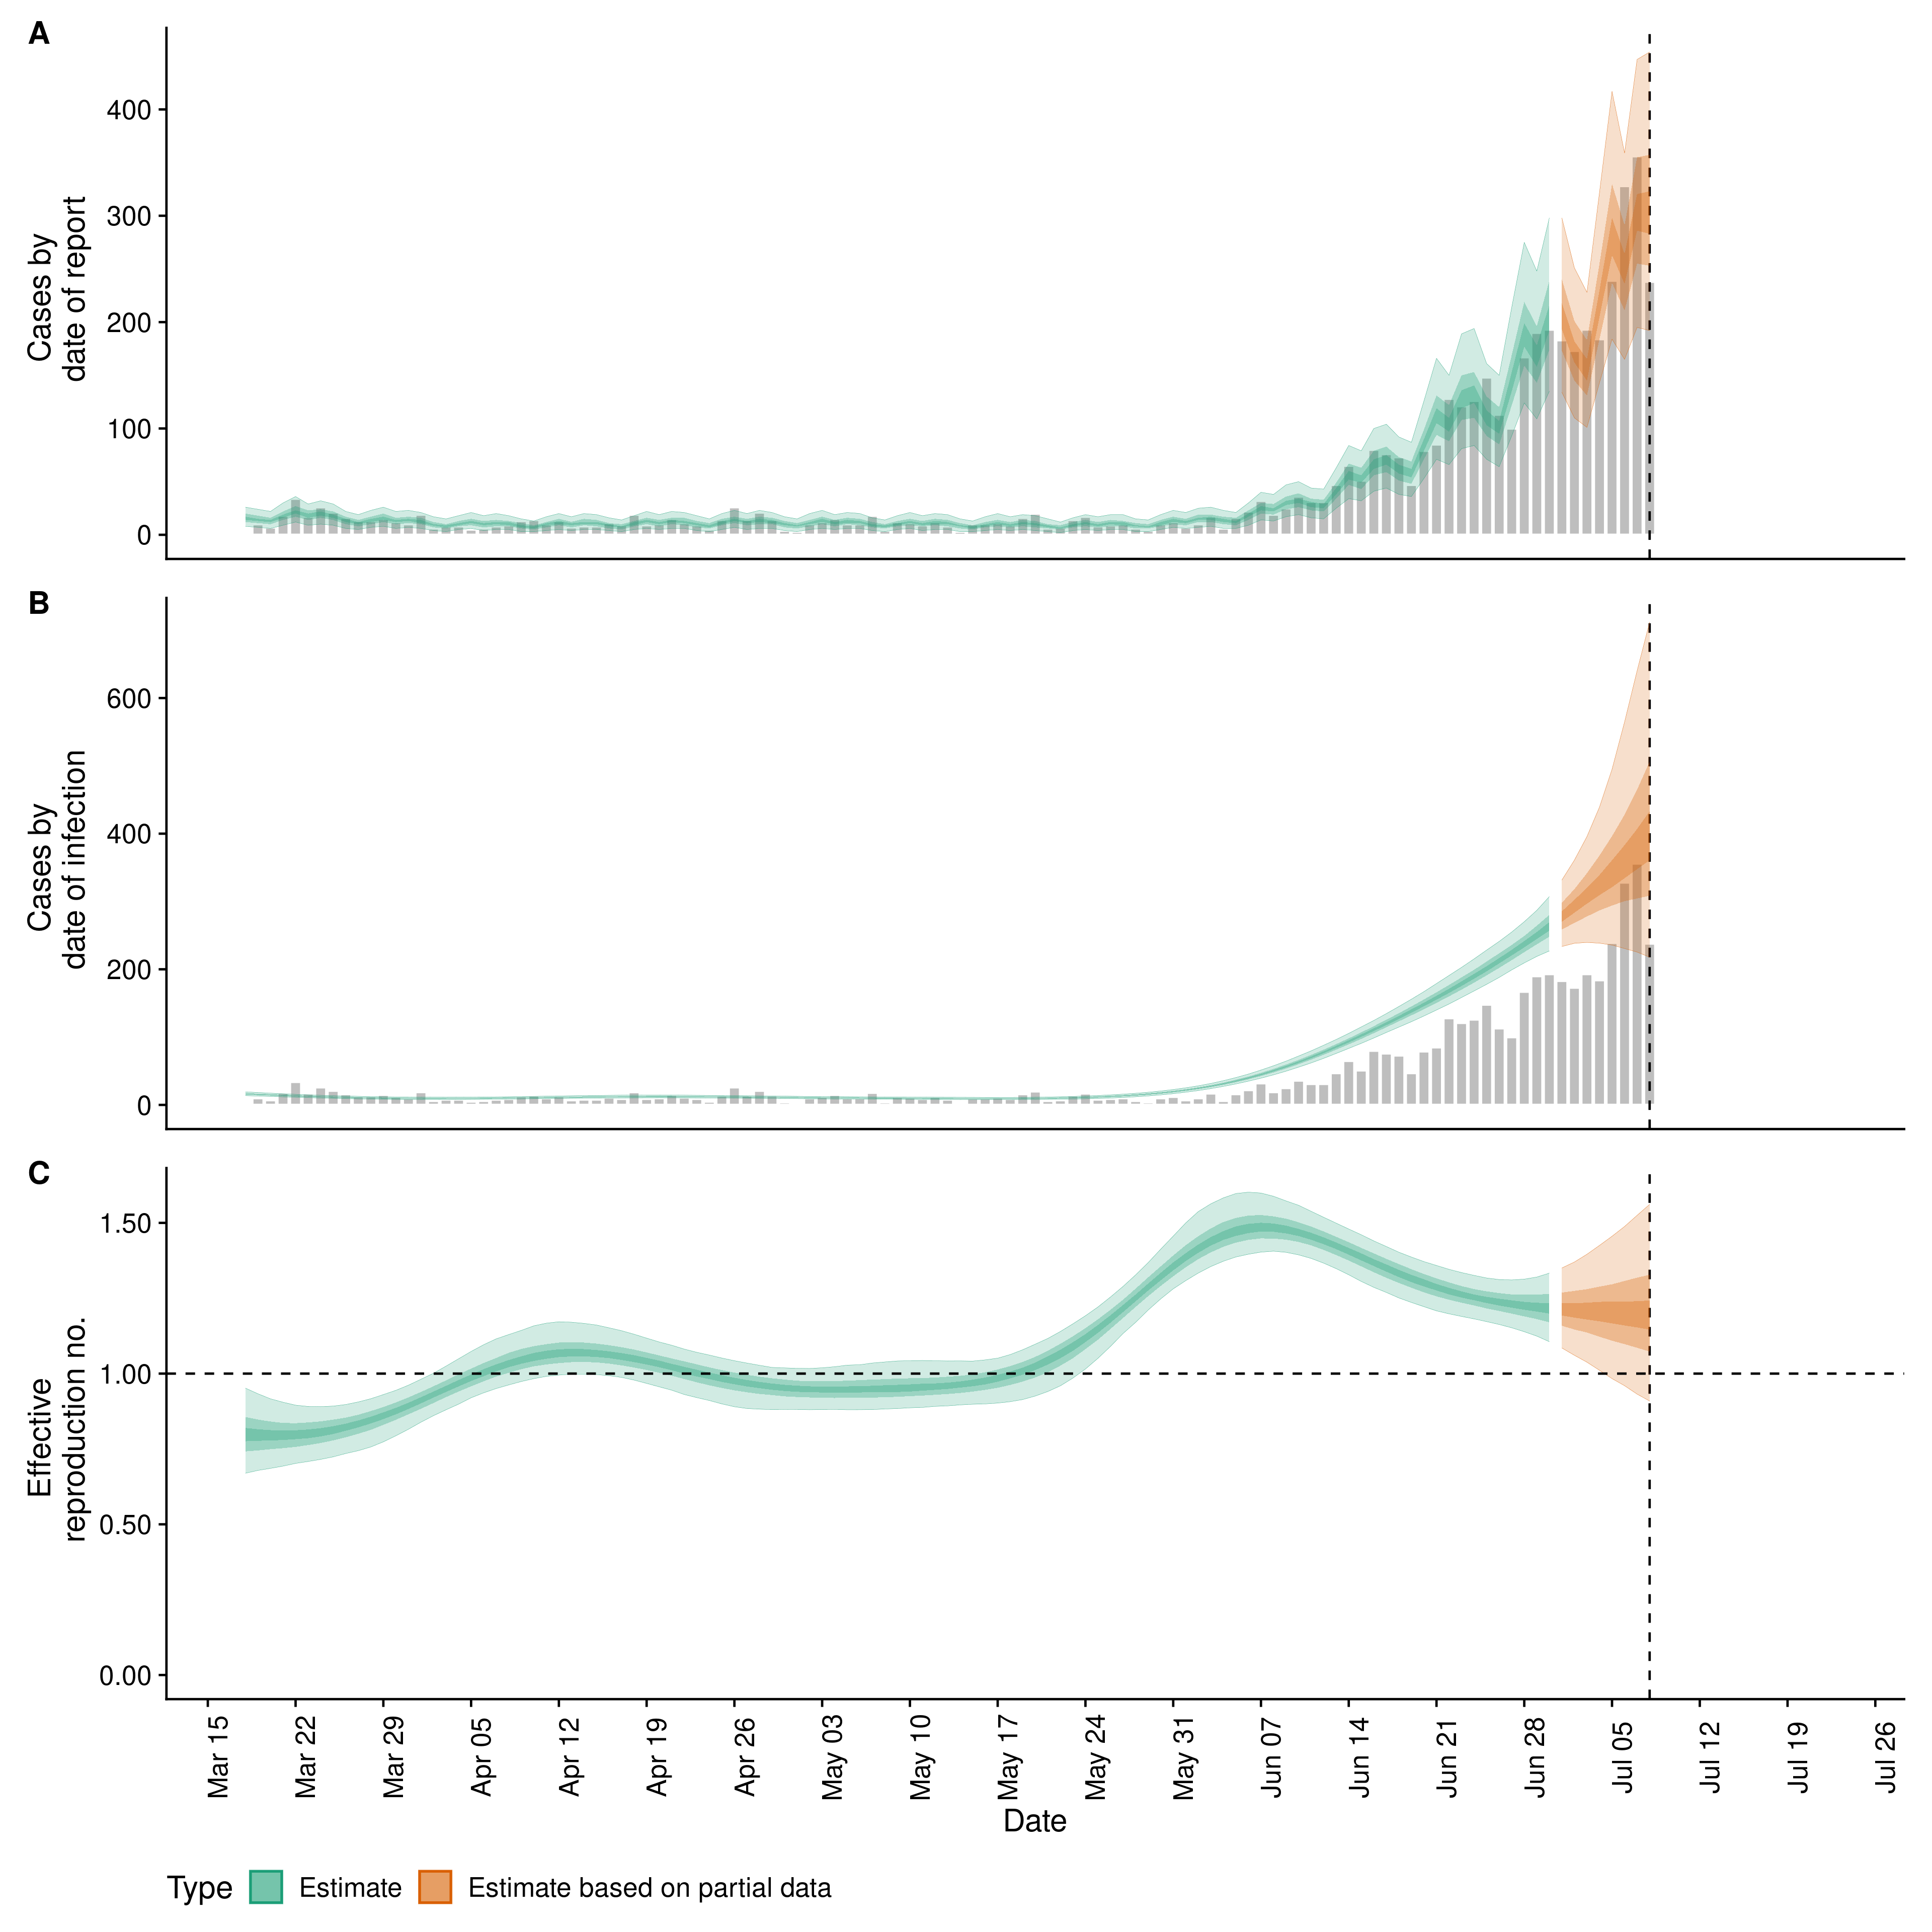 A
Cases by
date of report
400
300
200
100
0
B
Cases by
date of infection
600
400
200
0
C
Effective
reproduction no.
1.50
1.00
0.50
0.00
Mar 15
Mar 22
Mar 29
Apr 05
Apr 12
Apr 19
Apr 26
May 03
May 10
May 17
May 24
May 31
Jun 07
Jun 14
Jun 21
Jun 28
Jul 05
Jul 12
Jul 19
Jul 26
Date
Type Estimate Estimate based on partial data